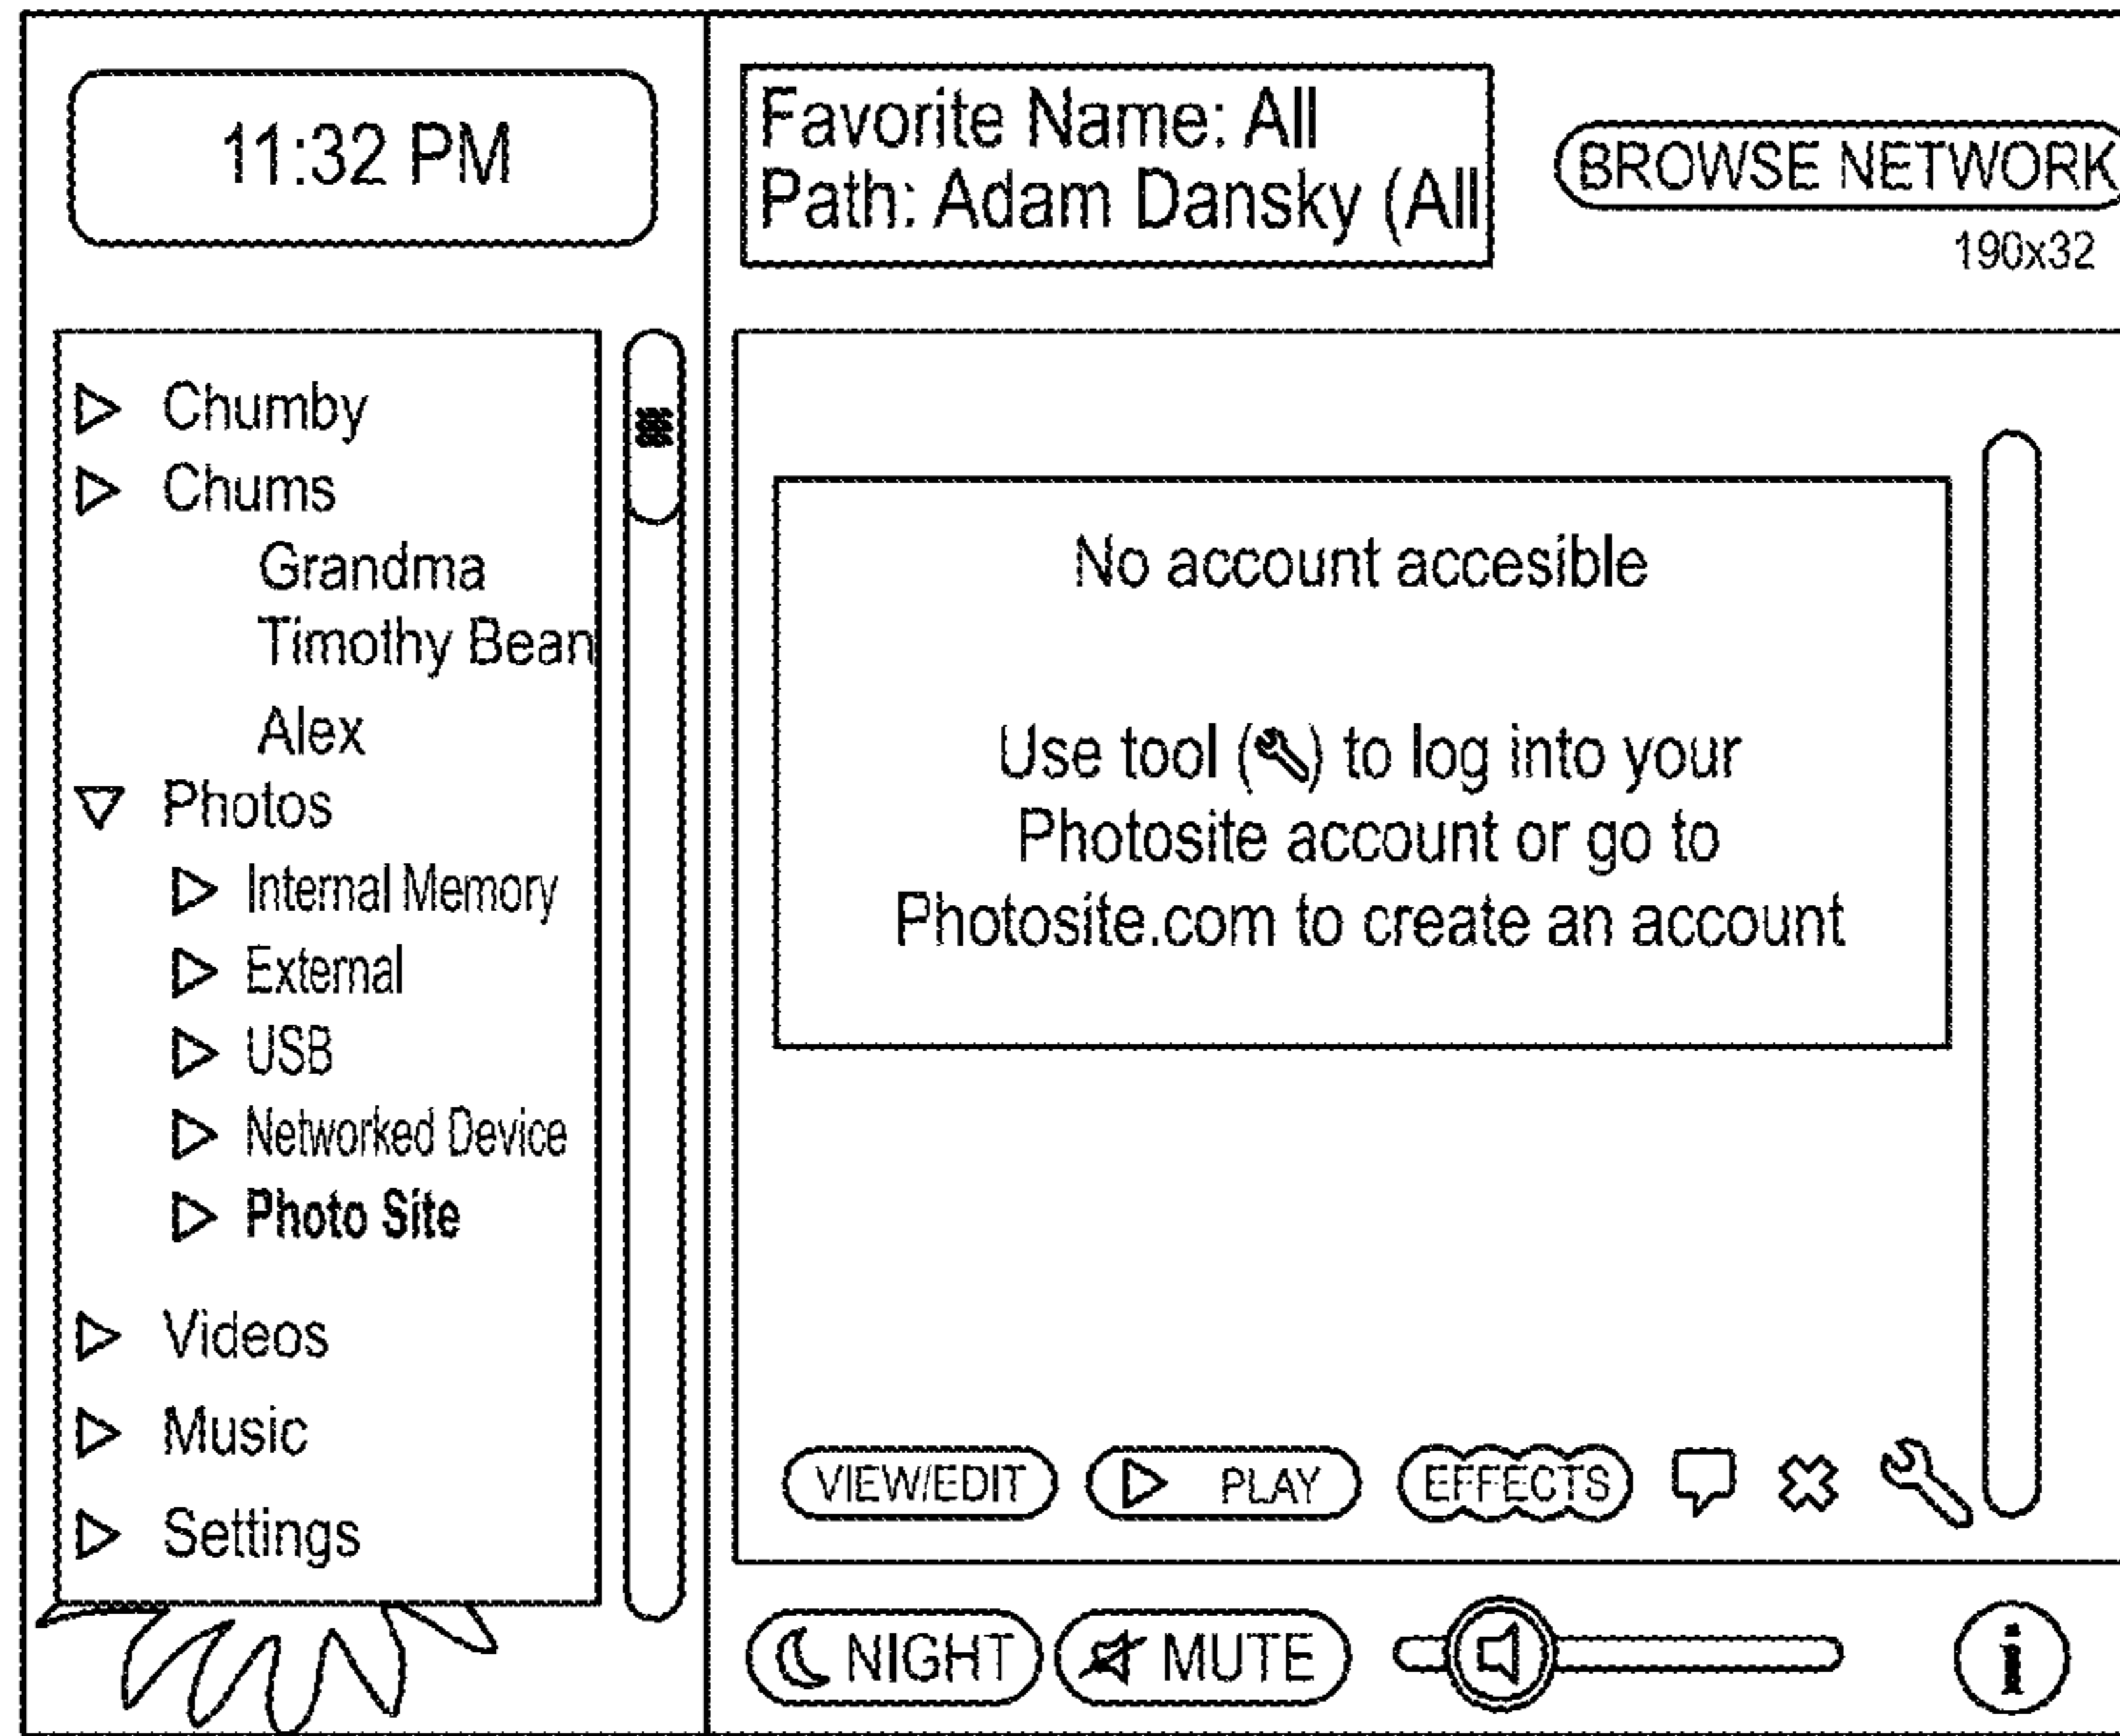 11:32 PM
Favorite Name: All
Path: Adam Dansky (All
BROWSE NETWORK
190x32
Chumby
Chums
Grandma
Timothy Bean
Alex
Photos
Internal Memory
External
USB
Networked Device
Photo Site
Videos
Music
Settings
No account accesible
Use tool () to log into your
Photosite account or go to
Photosite.com to create an account
VIEW/EDIT
PLAY
EFFECTS
NIGHT
MUTE
i